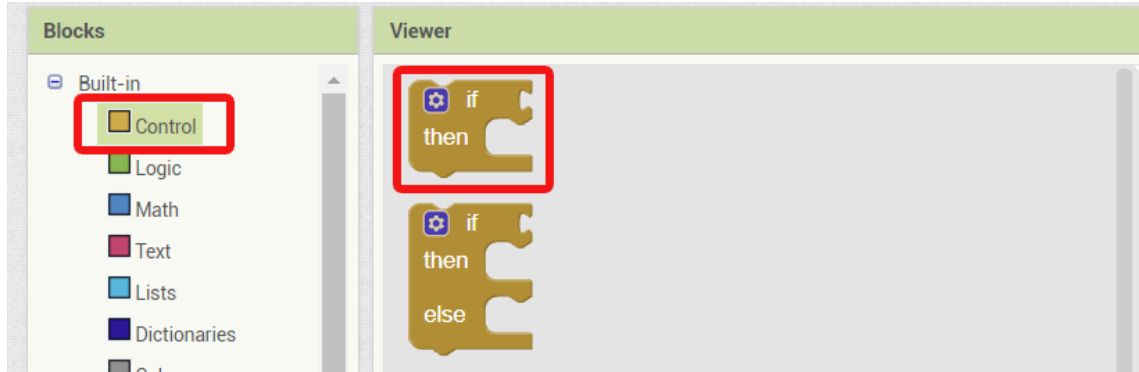 Blocks
Viewer
Built-in
Control
Logic
Math
Text
Lists
Dictionaries
if
then
if
then
else